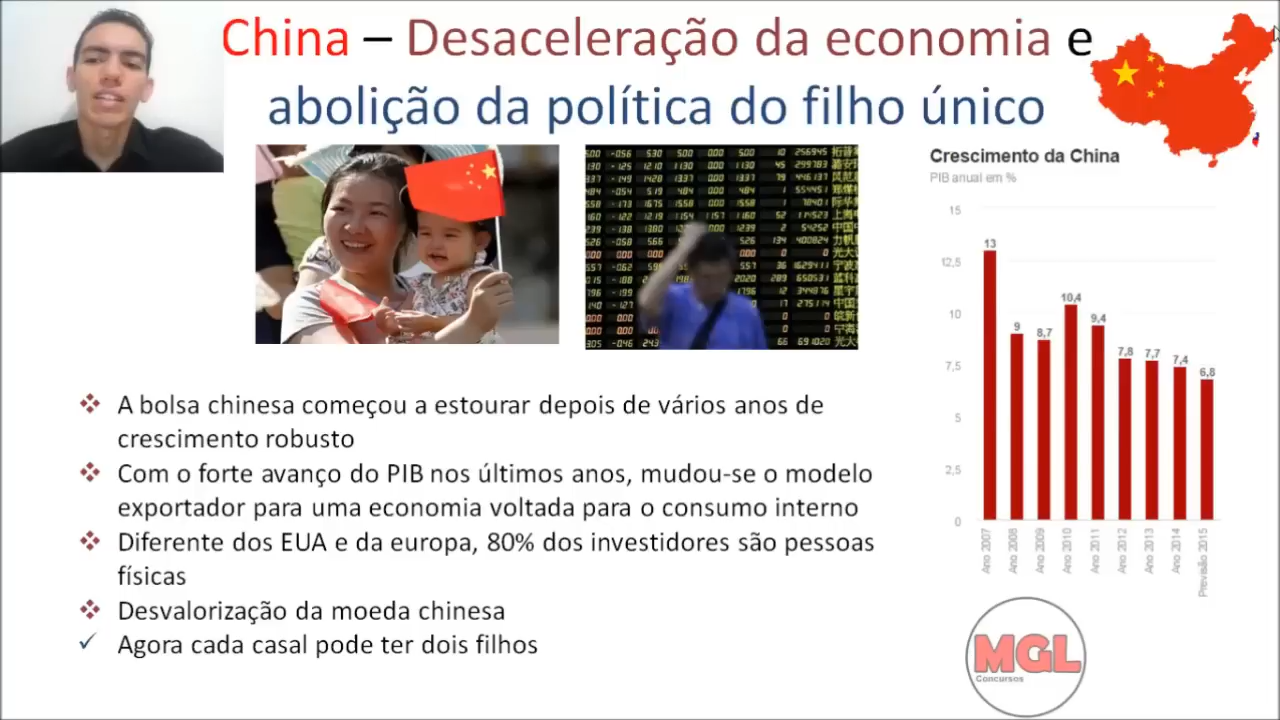 China – Desaceleração da economia e
abolição da política do filho único
Crescimento da China
PIB anual em %
15
12,5
10
7,5
5
2,5
0
13
9
8,7
10,4
9,4
7,8
7,7
7,4
6,8
Ano 2007
Ano 2008
Ano 2009
Ano 2010
Ano 2011
Ano 2012
Ano 2013
Ano 2014
Previsão 2015
A bolsa chinesa começou a estourar depois de vários anos de
crescimento robusto
Com o forte avanço do PIB nos últimos anos, mudou-se o modelo
exportador para uma economia voltada para o consumo interno
Diferente dos EUA e da europa, 80% dos investidores são pessoas
físicas
Desvalorização da moeda chinesa
Agora cada casal pode ter dois filhos
MGL
Concursos